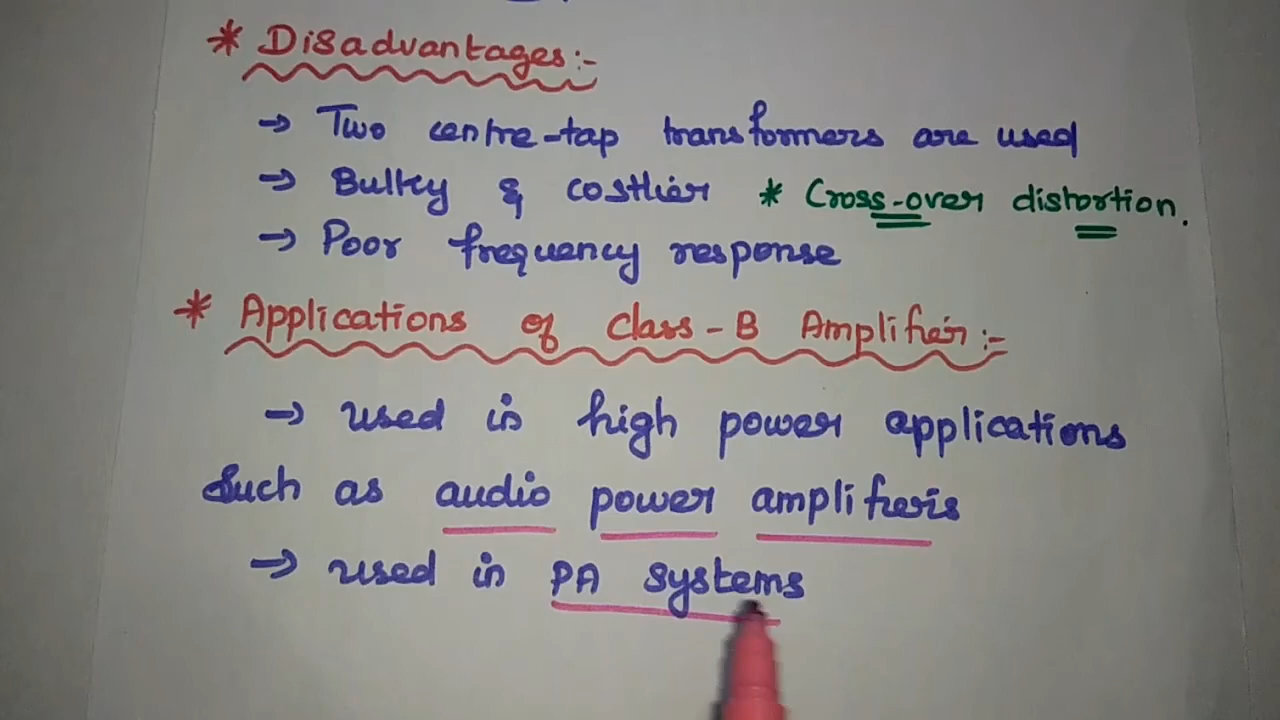 * Disadvantages:-
→ Two centre-tap transformers are used
→ Bulky & costlier * Cross-over distortion.
→ Poor frequency response
* Applications of Class-B Amplifier:-
→ used in high power applications
Such as audio power amplifiers
→ used in PA systems